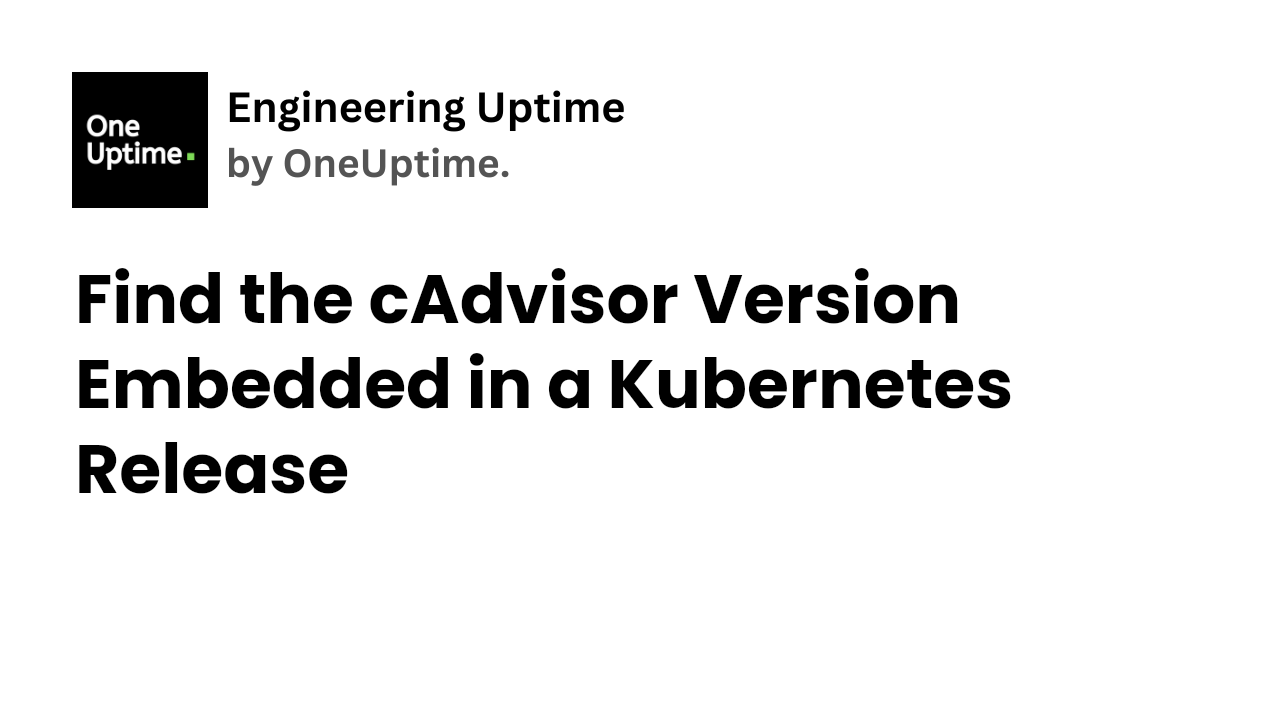 One
Uptime
Engineering Uptime
by OneUptime.
Find the cAdvisor Version
Embedded in a Kubernetes
Release